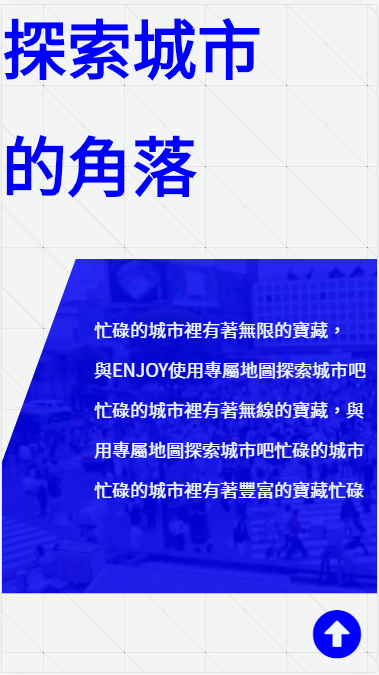 探索城市
的角落
忙碌的城市裡有著無限的寶藏，
與ENJOY使用專屬地圖探索城市吧
忙碌的城市裡有著無線的寶藏，與
用專屬地圖探索城市吧忙碌的城市
忙碌的城市裡有著豐富的寶藏忙碌